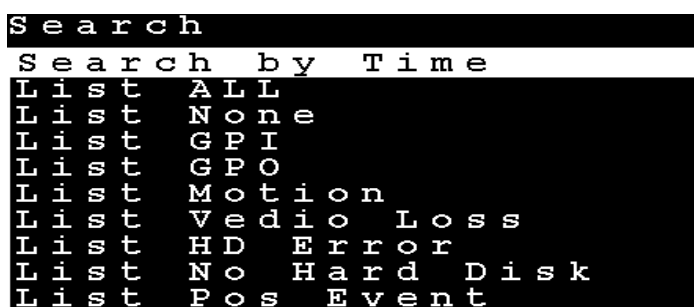 Search
Search by Time
List ALL
List None
List GPI
List GPO
List Motion
List Vedio Loss
List HD Error
List No Hard Disk
List Pos Event